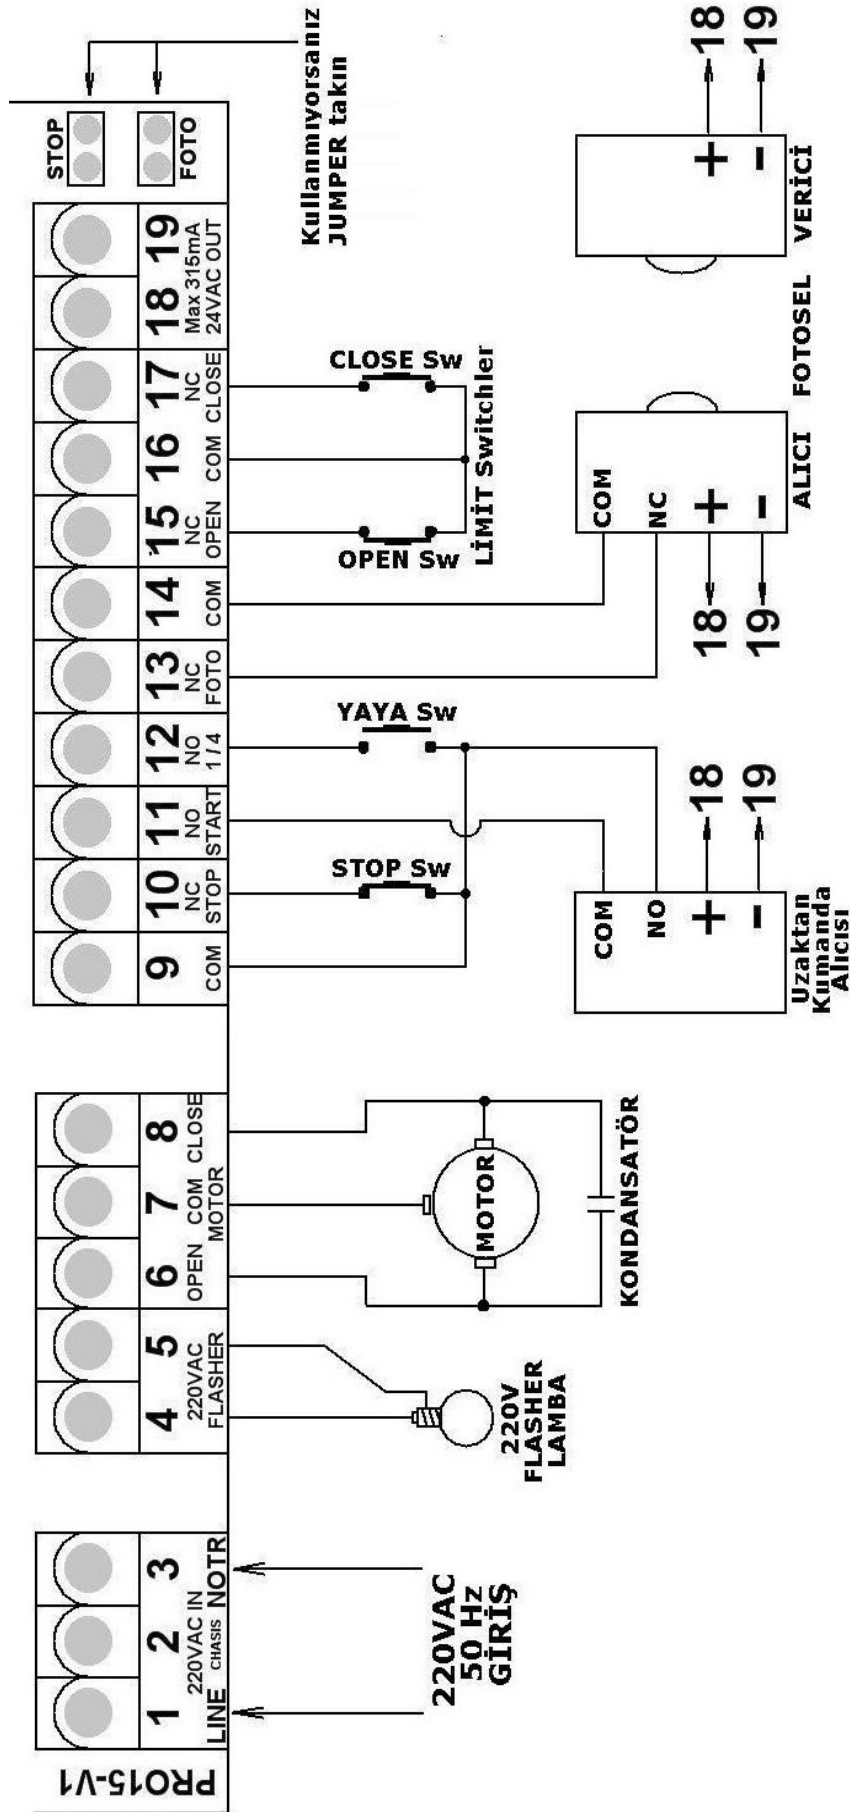 PRO15-V1
1
2
3
220VAC IN
LINE
CHASIS
NOTR
4
5
220VAC
FLASHER
6
7
8
OPEN
COM
CLOSE
MOTOR
9
COM
10
NC
STOP
11
NO
START
12
NO
1 / 4
13
NC
FOTO
14
COM
15
NC
OPEN
16
COM
17
NC
CLOSE
18
19
Max 315mA
24VAC OUT
STOP
FOTO
Kullanmıyorsanız
JUMPER takın
220VAC
50 Hz
GİRİŞ
220V
FLASHER
LAMBA
MOTOR
KONDANSATÖR
STOP Sw
YAYA Sw
OPEN Sw
CLOSE Sw
LİMİT Switchler
COM
NO
+
-
18
19
Uzaktan
Kumanda
Alıcısı
COM
NC
+
-
18
19
ALICI
FOTOSEL
VERİCİ
+
-
18
19